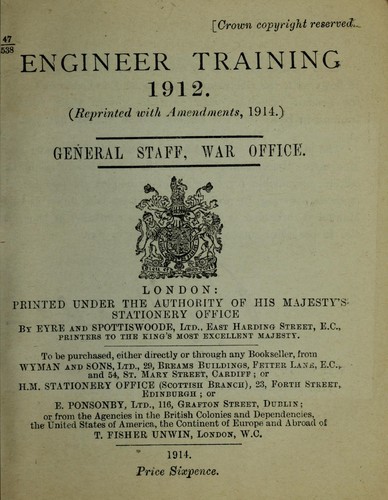 [Crown copyright reserved.
47
538
ENGINEER TRAINING
1912.
(Reprinted with Amendments, 1914.)
GENERAL STAFF, WAR OFFICE.
LONDON:
PRINTED UNDER THE AUTHORITY OF HIS MAJESTY'S
STATIONERY OFFICE
BY EYRE AND SPOTTISWOODE, LTD., EAST HARDING STREET, E.C.,
PRINTERS TO THE KING'S MOST EXCELLENT MAJESTY.
To be purchased, either directly or through any Bookseller, from
WYMAN AND SONS, LTD., 29, BREAMS BUILDINGS, FETTER LANE, E.C.,
and 54, ST. MARY STREET, CARDIFF; or
H.M. STATIONERY OFFICE (SCOTTISH BRANCH), 23, FORTH STREET,
EDINBURGH; or
E. PONSONBY, LTD., 116, GRAFTON STREET, DUBLIN;
or from the Agencies in the British Colonies and Dependencies,
the United States of America, the Continent of Europe and Abroad of
T. FISHER UNWIN, LONDON, W.C.
1914.
Price Sixpence.